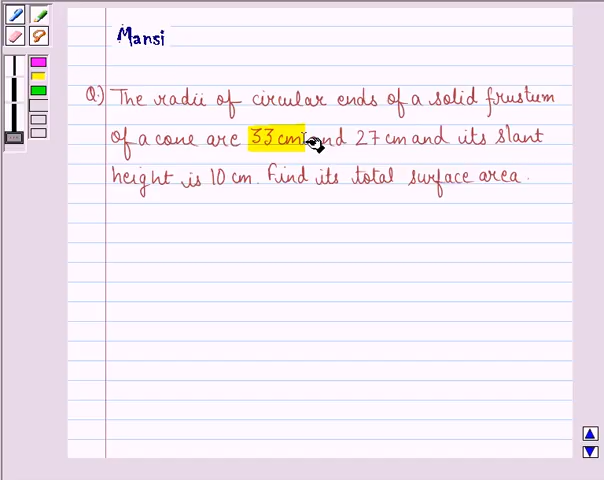 Mansi
Q.) The radii of circular ends of a solid frustum
of a cone are 33 cm and 27 cm and its slant
height is 10 cm. Find its total surface area.